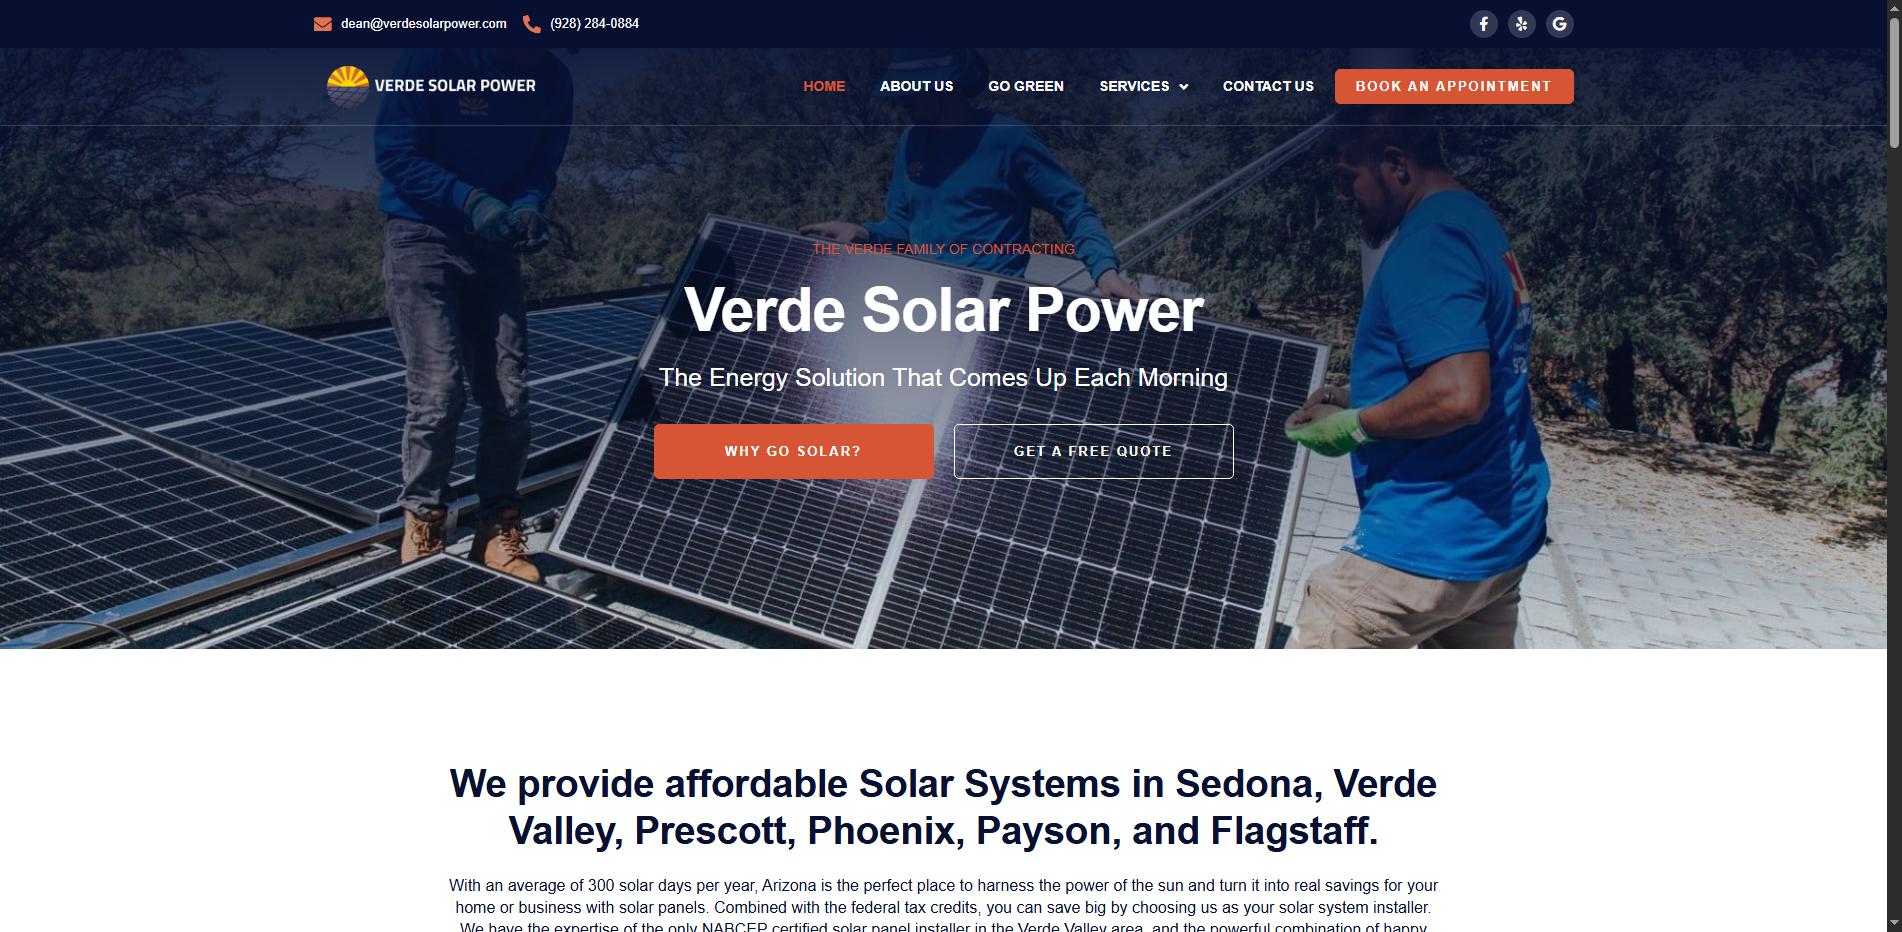 dean@verdesolarpower.com (928) 284-0884
VERDE SOLAR POWER
HOME ABOUT US GO GREEN SERVICES CONTACT US BOOK AN APPOINTMENT
THE VERDE FAMILY OF CONTRACTING
Verde Solar Power
The Energy Solution That Comes Up Each Morning
WHY GO SOLAR? GET A FREE QUOTE
We provide affordable Solar Systems in Sedona, Verde
Valley, Prescott, Phoenix, Payson, and Flagstaff.
With an average of 300 solar days per year, Arizona is the perfect place to harness the power of the sun and turn it into real savings for your
home or business with solar panels. Combined with the federal tax credits, you can save big by choosing us as your solar system installer.
We have the expertise of the only NABCEP certified solar panel installer in the Verde Valley area, and the powerful combination of happy